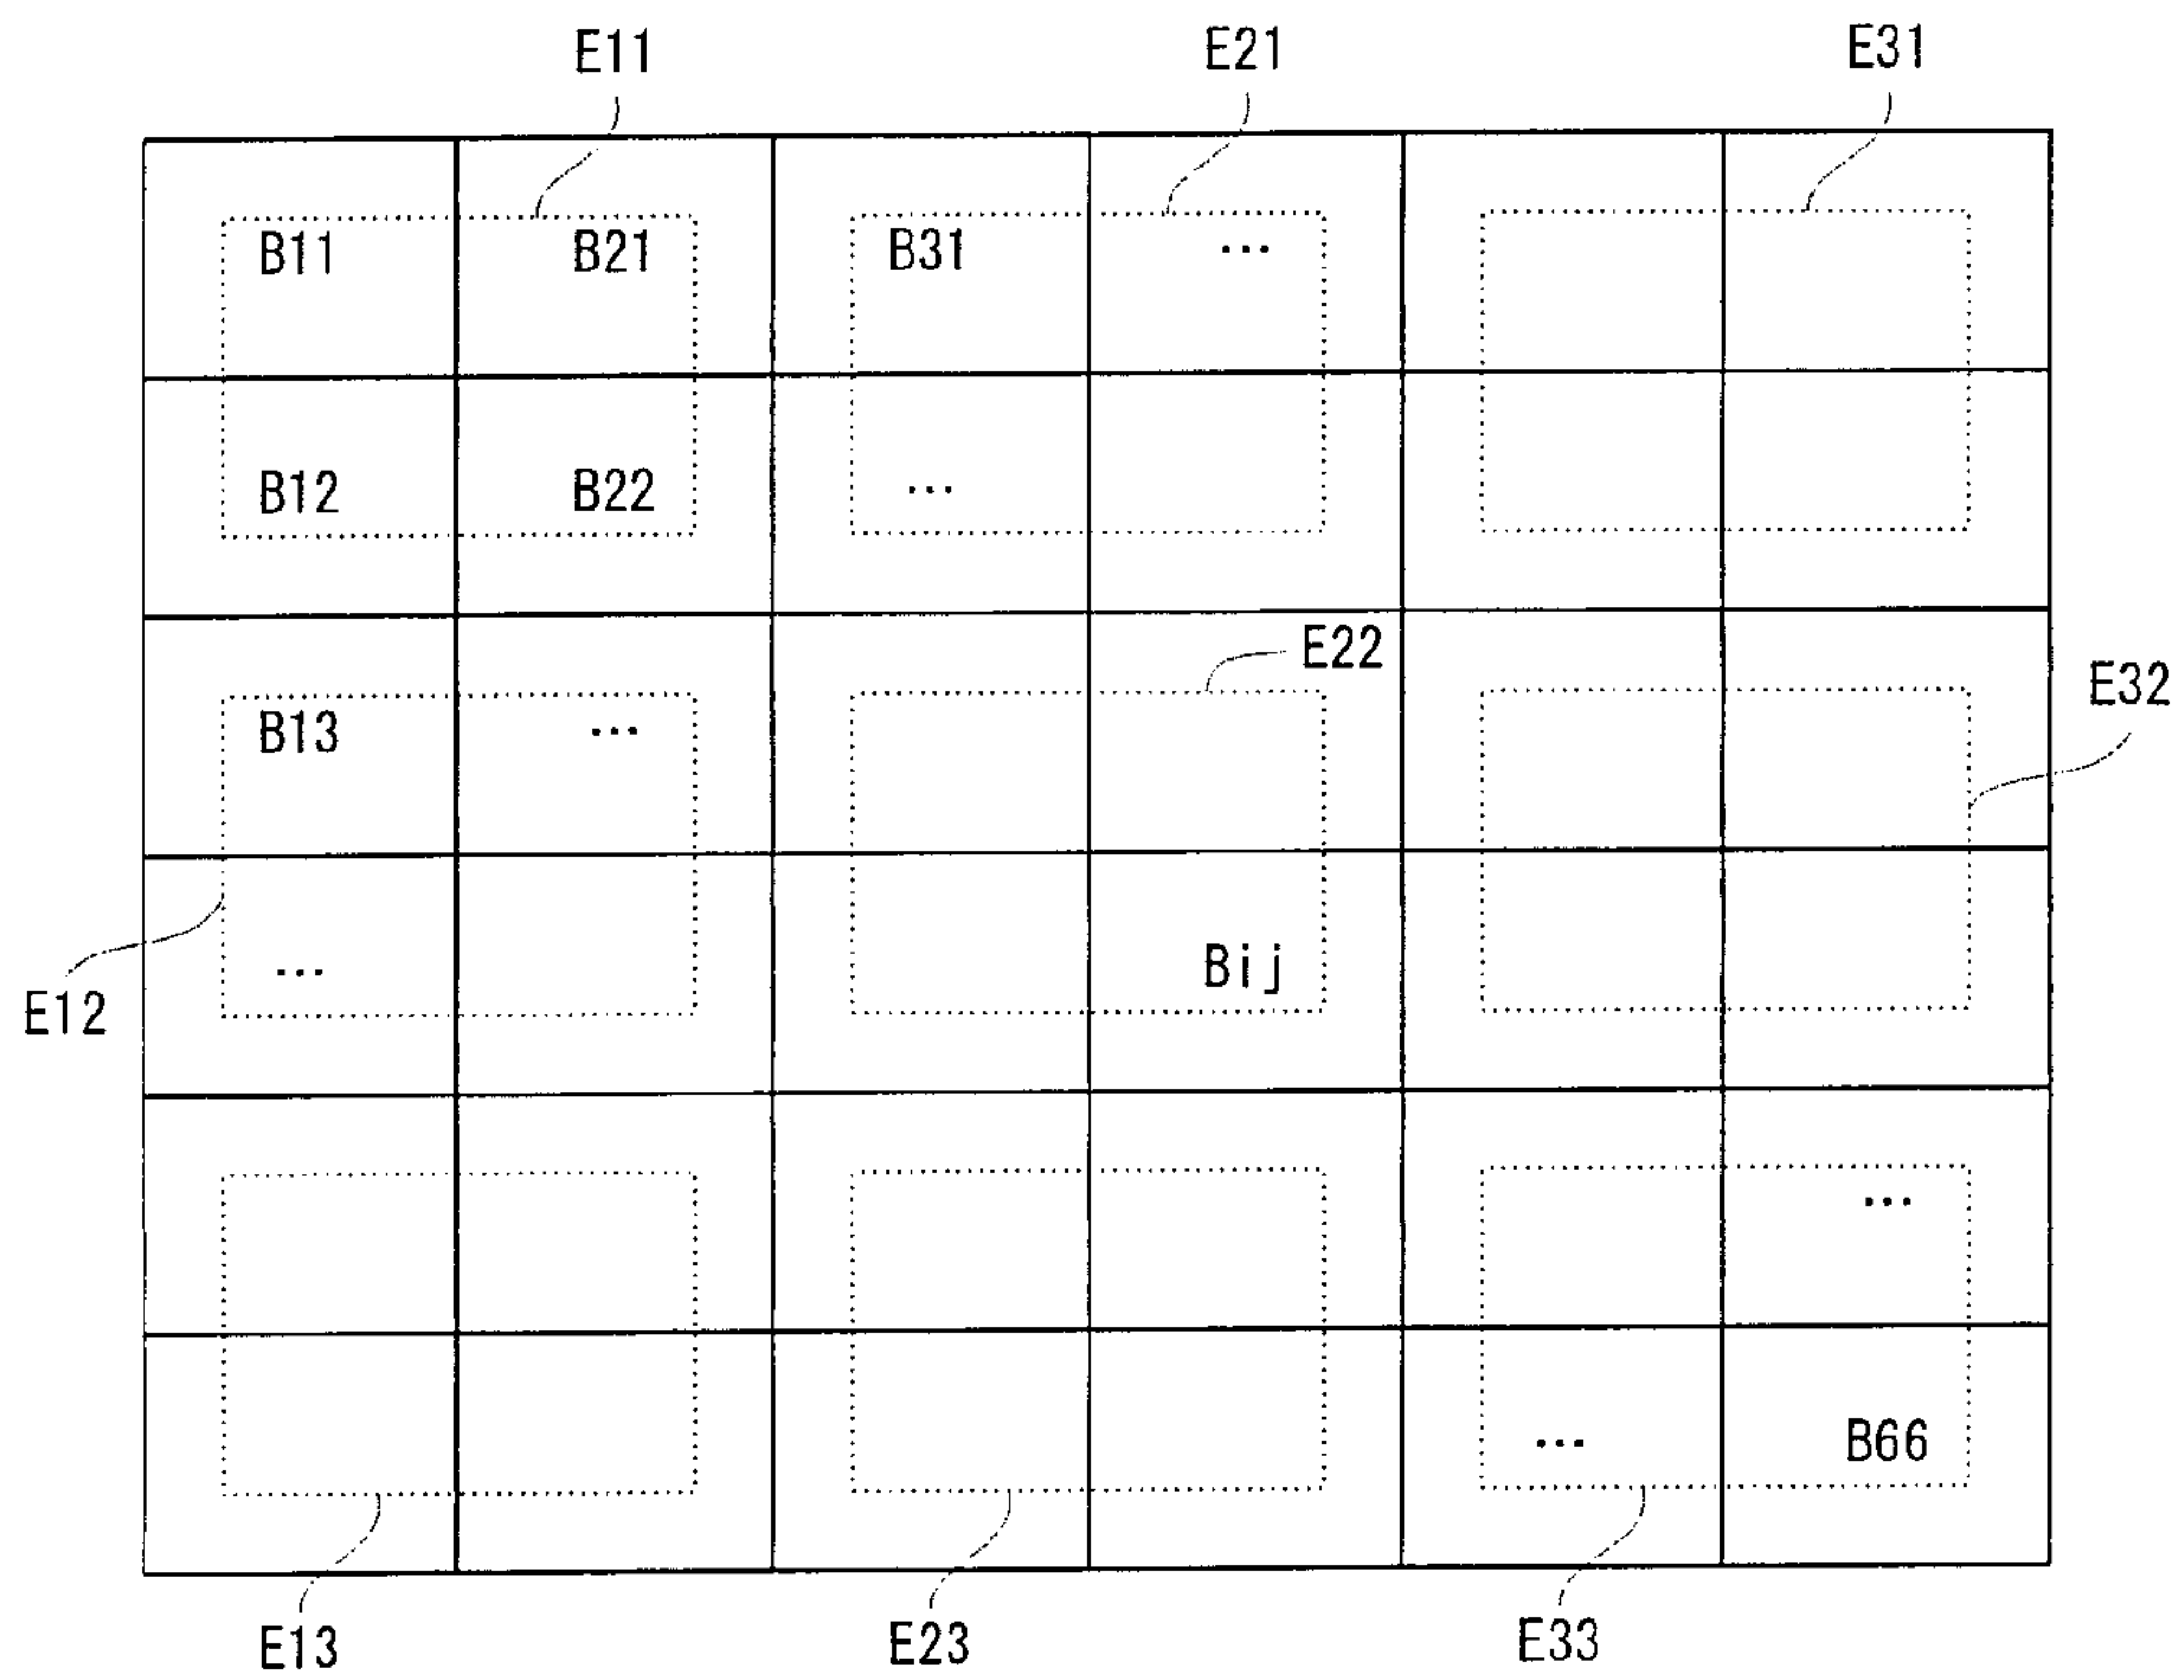 E11 E21 E31
B11 B21 B31 ...
B12 B22 ...
E22
B13 ... E32
... Bij
E12
...
... B66
E13 E23 E33